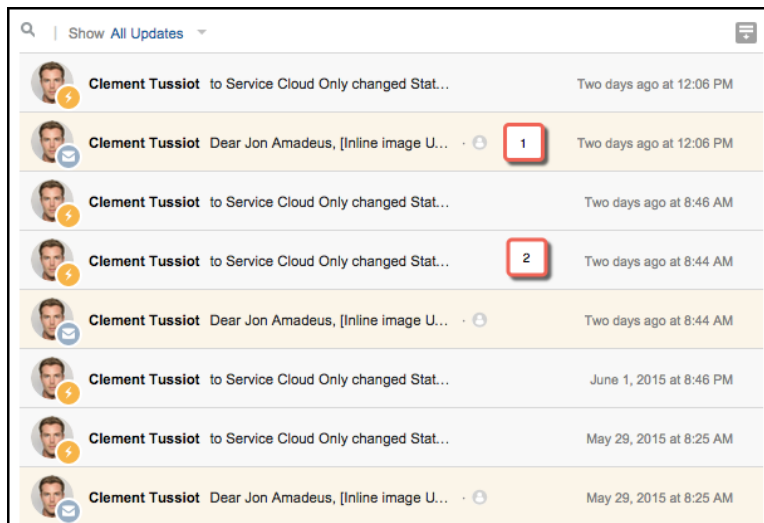 Show All Updates
Clement Tussiot to Service Cloud Only changed Stat... Two days ago at 12:06 PM
Clement Tussiot Dear Jon Amadeus, [Inline image U... · 1 Two days ago at 12:06 PM
Clement Tussiot to Service Cloud Only changed Stat... Two days ago at 8:46 AM
Clement Tussiot to Service Cloud Only changed Stat... 2 Two days ago at 8:44 AM
Clement Tussiot Dear Jon Amadeus, [Inline image U... · Two days ago at 8:44 AM
Clement Tussiot to Service Cloud Only changed Stat... June 1, 2015 at 8:46 PM
Clement Tussiot to Service Cloud Only changed Stat... May 29, 2015 at 8:25 AM
Clement Tussiot Dear Jon Amadeus, [Inline image U... · May 29, 2015 at 8:25 AM